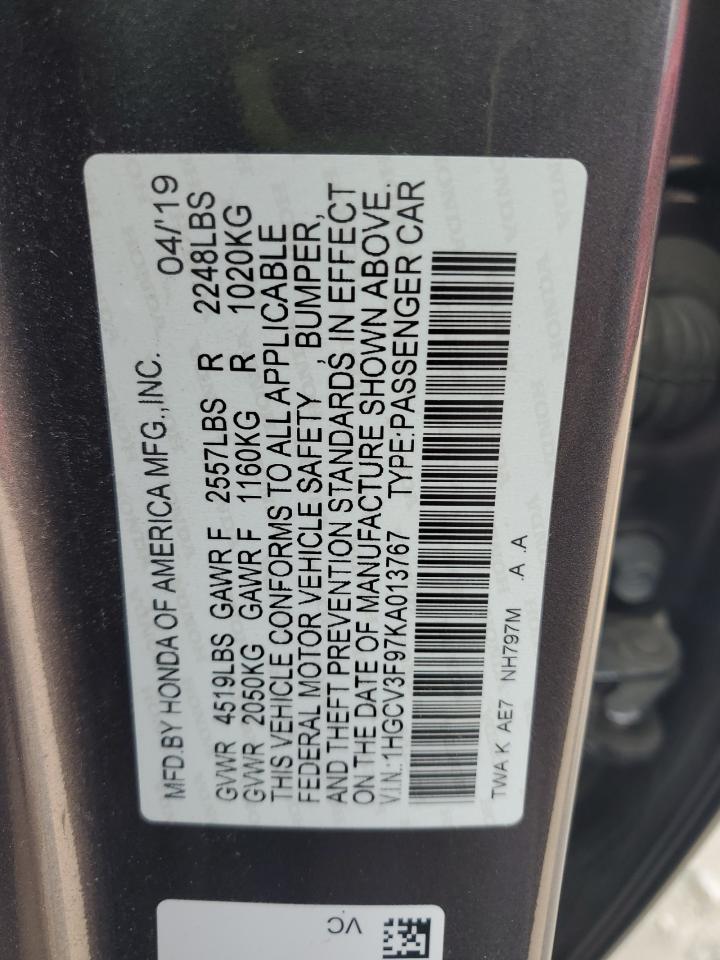 MFD.BY HONDA OF AMERICA MFG.,INC. 04/'19
GVWR 4519LBS GAWR F 2557LBS R 2248LBS
GVWR 2050KG GAWR F 1160KG R 1020KG
THIS VEHICLE CONFORMS TO ALL APPLICABLE
FEDERAL MOTOR VEHICLE SAFETY , BUMPER,
AND THEFT PREVENTION STANDARDS IN EFFECT
ON THE DATE OF MANUFACTURE SHOWN ABOVE.
V.I.N.:1HGCV3F97KA013767 TYPE:PASSENGER CAR
TWA K AE7 NH797M .A .A
VC